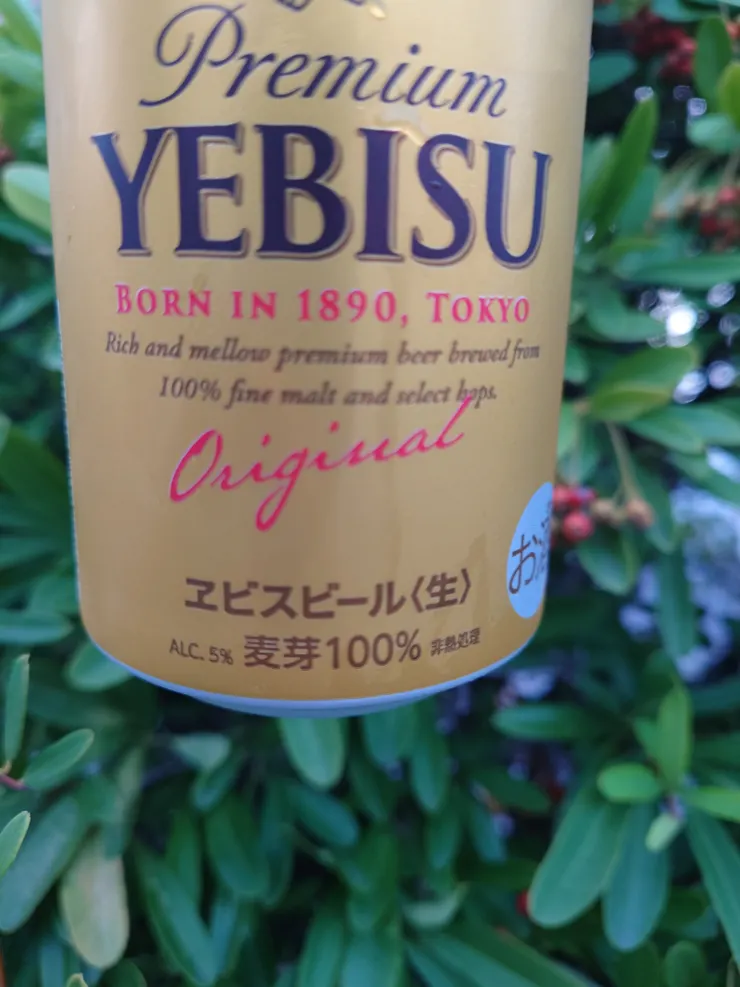 Premium
YEBISU
BORN IN 1890, TOKYO
Rich and mellow premium beer brewed from
100% fine malt and select hops.
Original
お酒
ヱビスビール〈生〉
ALC. 5% 麦芽100% 非熱処理